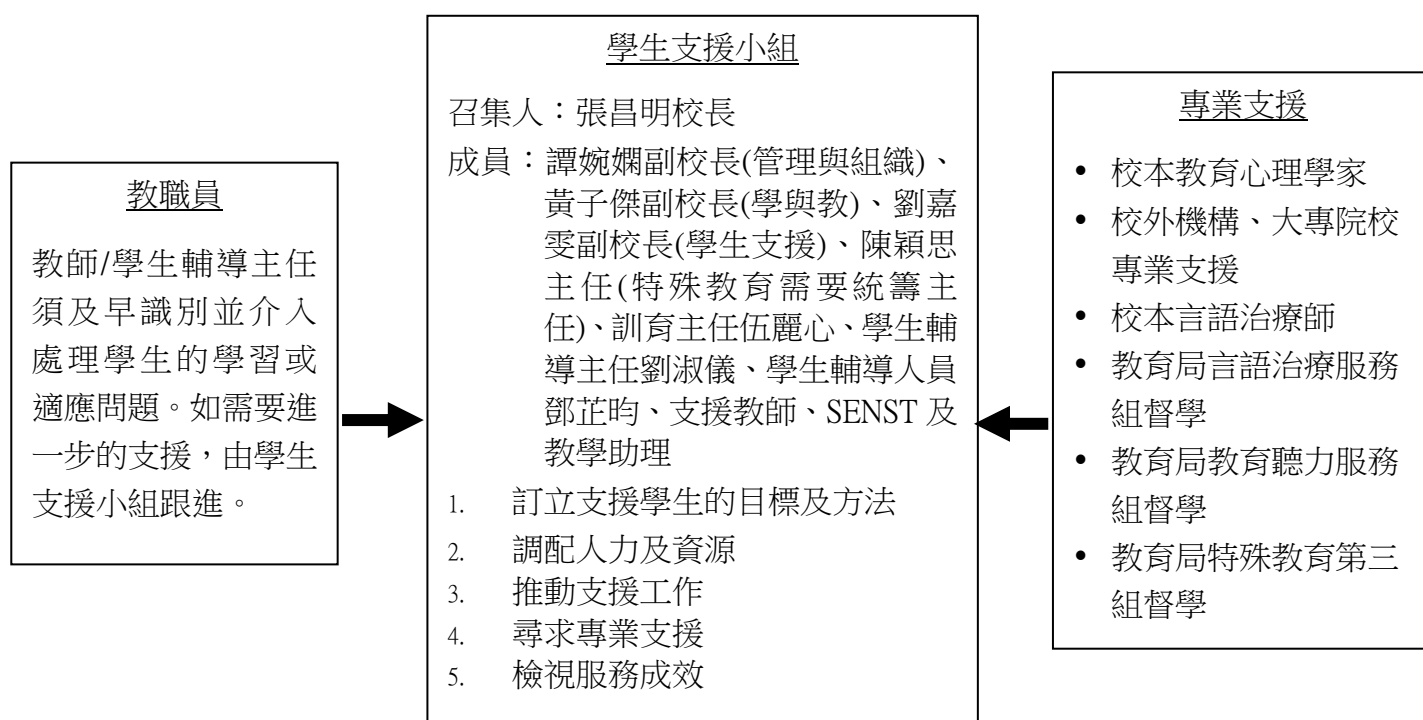 教職員
教師/學生輔導主任
須及早識別並介入
處理學生的學習或
適應問題。如需要進
一步的支援，由學生
支援小組跟進。
學生支援小組
召集人：張昌明校長
成員：譚婉嫻副校長(管理與組織)、
黃子傑副校長(學與教)、劉嘉
雯副校長(學生支援)、陳穎思
主任(特殊教育需要統籌主
任)、訓育主任伍麗心、學生輔
導主任劉淑儀、學生輔導人員
鄧芷昀、支援教師、SENST 及
教學助理
1. 訂立支援學生的目標及方法
2. 調配人力及資源
3. 推動支援工作
4. 尋求專業支援
5. 檢視服務成效
專業支援
• 校本教育心理學家
• 校外機構、大專院校
專業支援
• 校本言語治療師
• 教育局言語治療服務
組督學
• 教育局教育聽力服務
組督學
• 教育局特殊教育第三
組督學